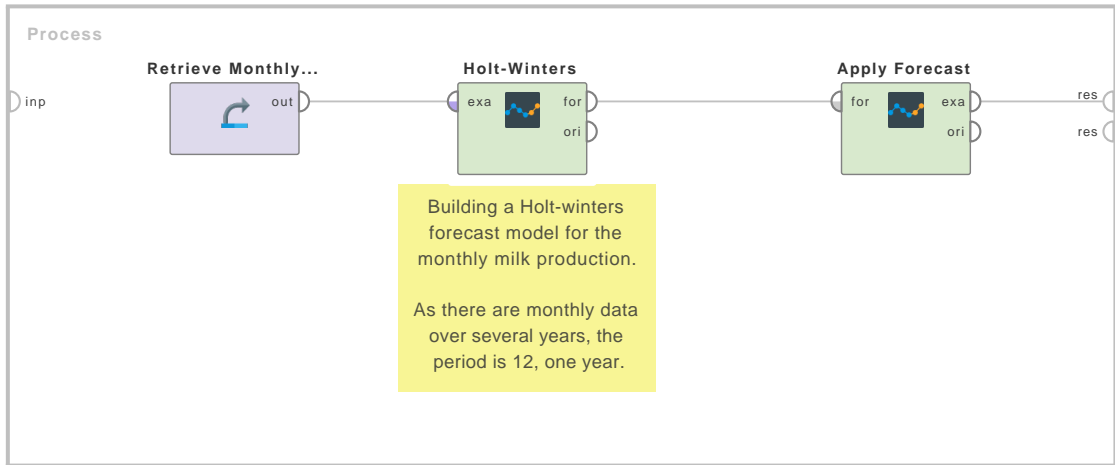 Process
Retrieve Monthly...
Holt-Winters
Apply Forecast
inp
out
exa
for
ori
for
exa
ori
res
res
Building a Holt-winters
forecast model for the
monthly milk production.
As there are monthly data
over several years, the
period is 12, one year.